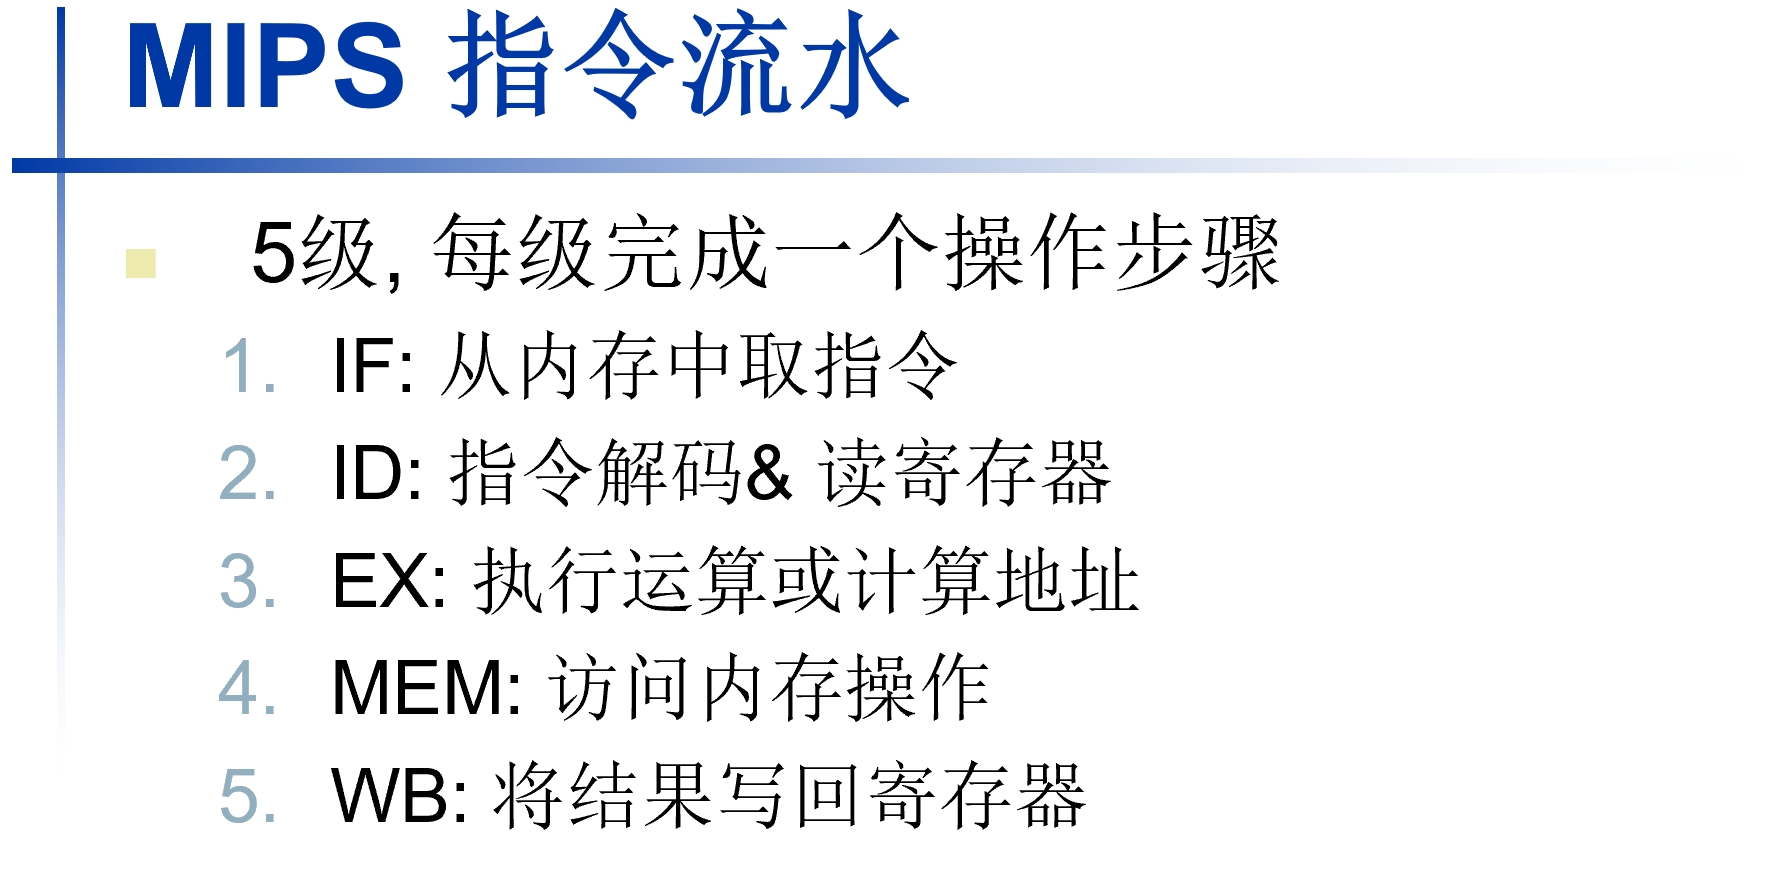 MIPS 指令流水
5级, 每级完成一个操作步骤
1. IF: 从内存中取指令
2. ID: 指令解码& 读寄存器
3. EX: 执行运算或计算地址
4. MEM: 访问内存操作
5. WB: 将结果写回寄存器